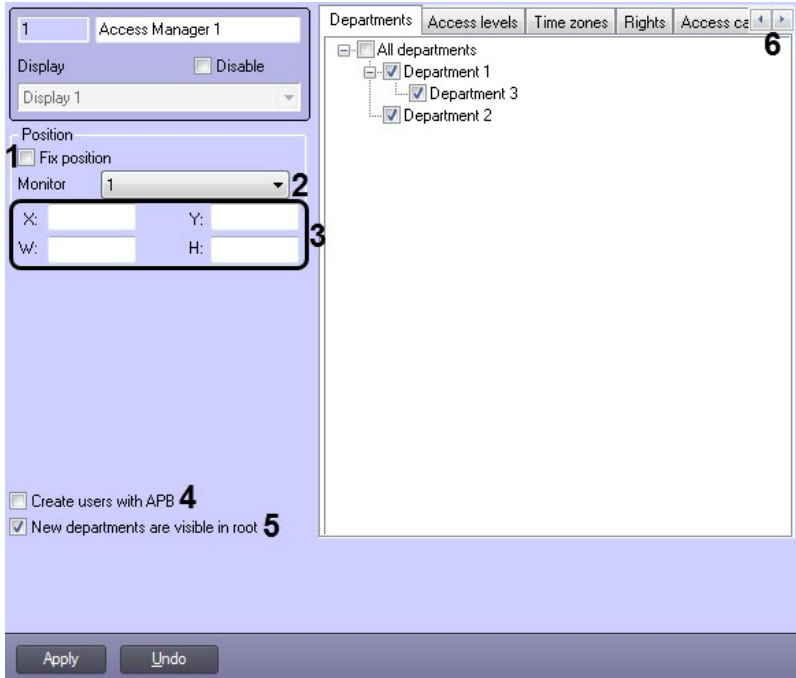 1 Access Manager 1
Display Disable
Display 1
Position
1 Fix position
Monitor 1 2
X: Y:
W: H:
3
Create users with APB 4
New departments are visible in root 5
Departments Access levels Time zones Rights Access ca
6
All departments
Department 1
Department 3
Department 2
Apply Undo